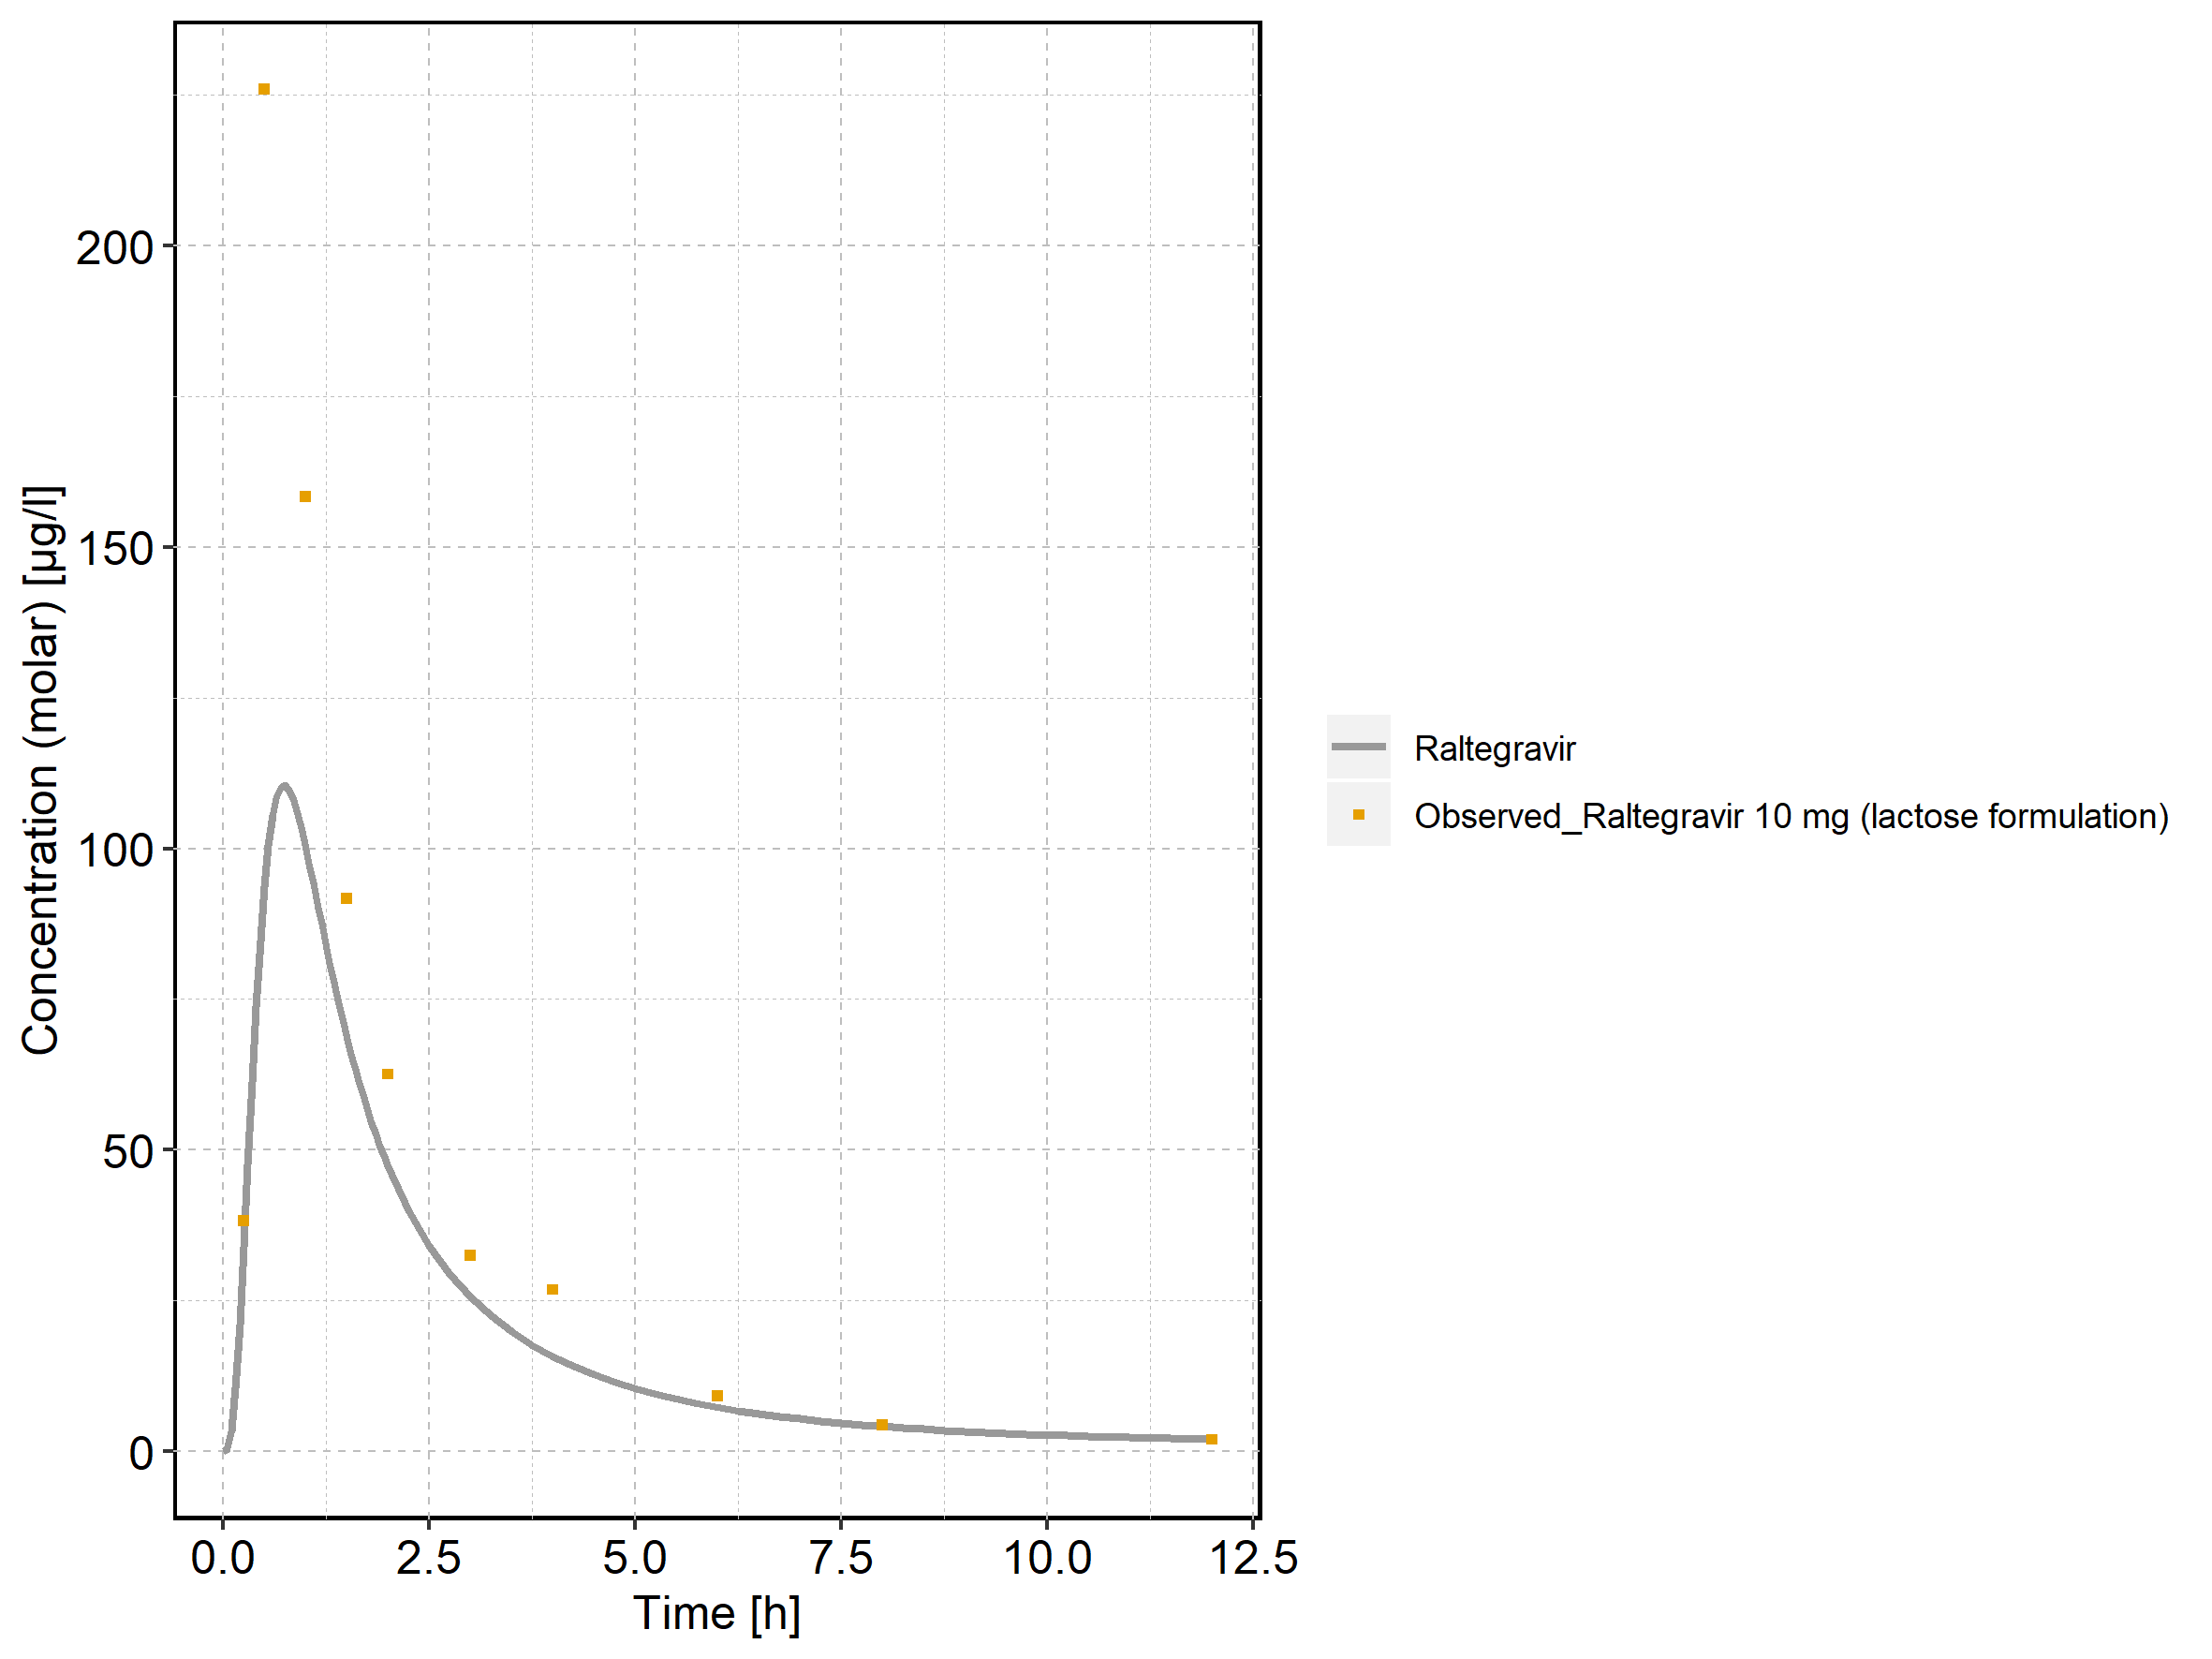 Concentration (molar) [µg/l]
200
150
100
50
0
0.0 2.5 5.0 7.5 10.0 12.5
Time [h]
Raltegravir
Observed_Raltegravir 10 mg (lactose formulation)